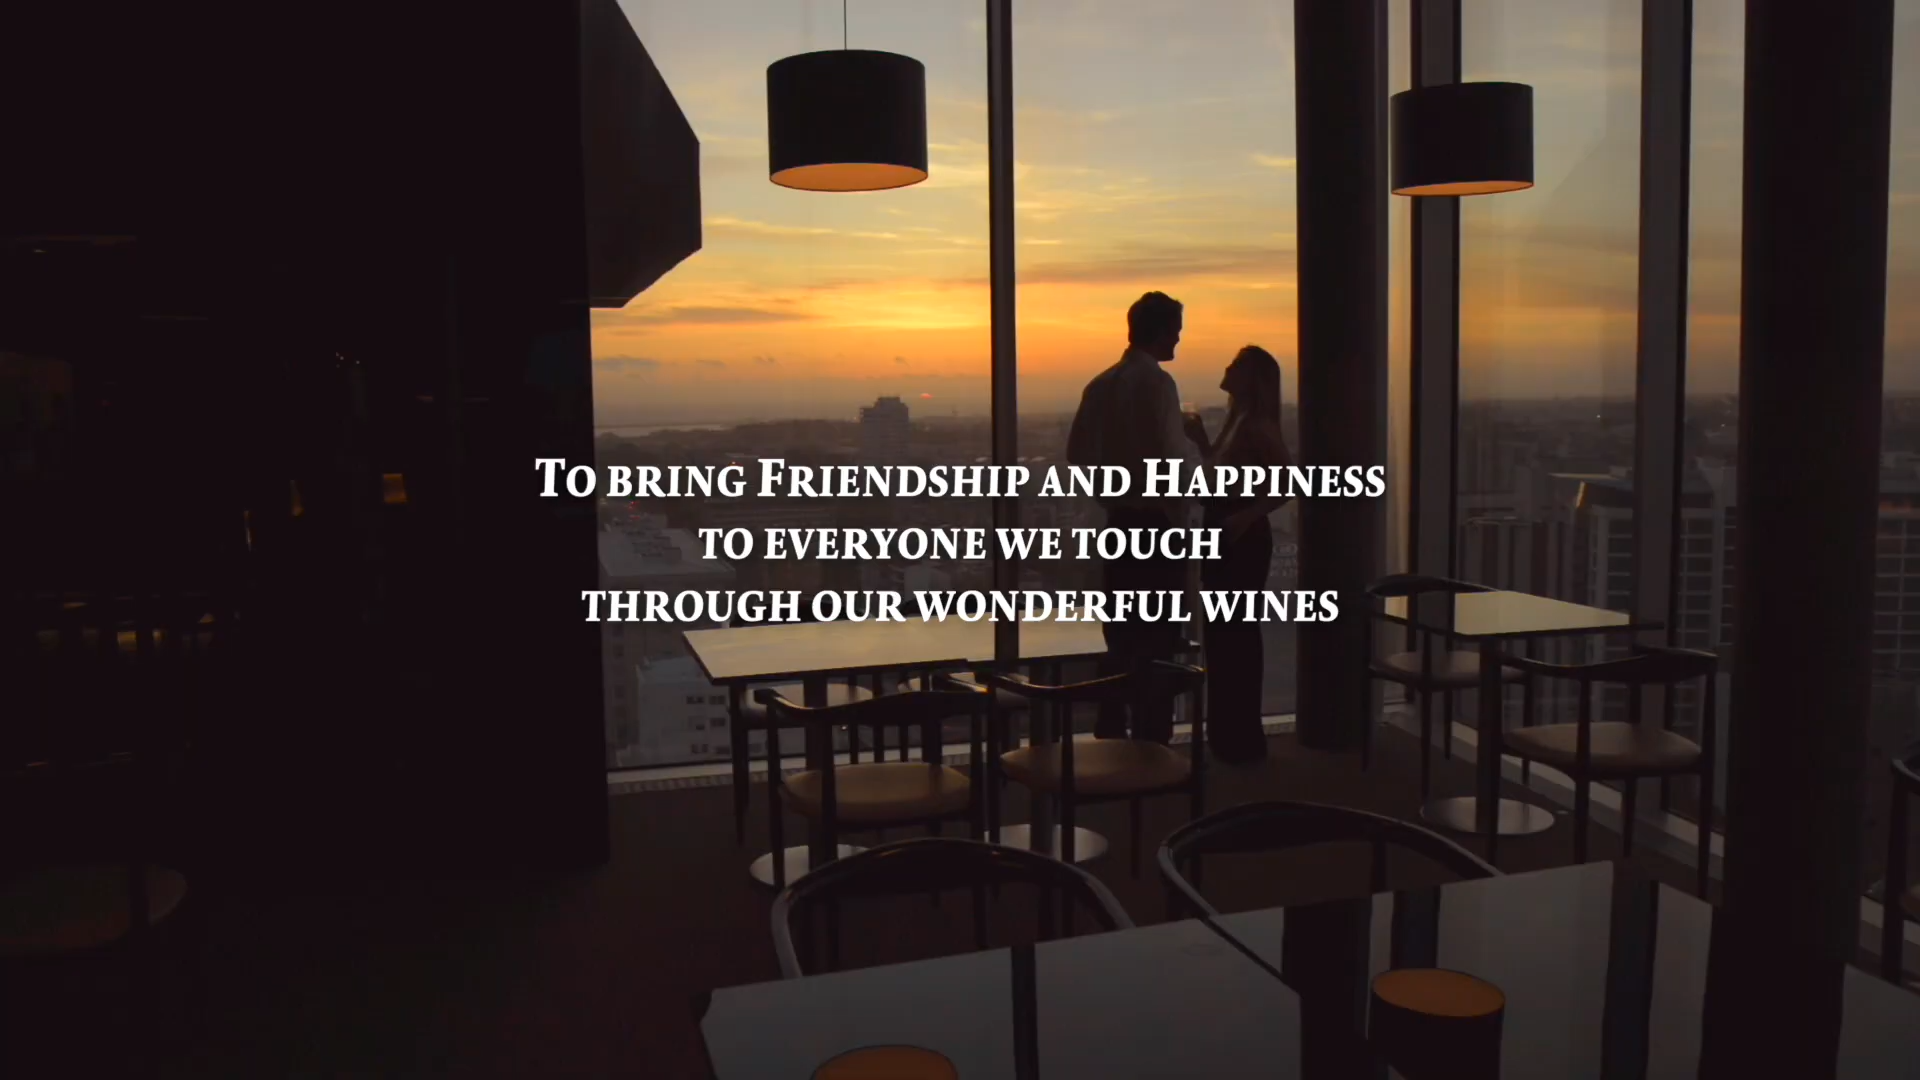 To bring Friendship and Happiness
to everyone we touch
through our wonderful wines